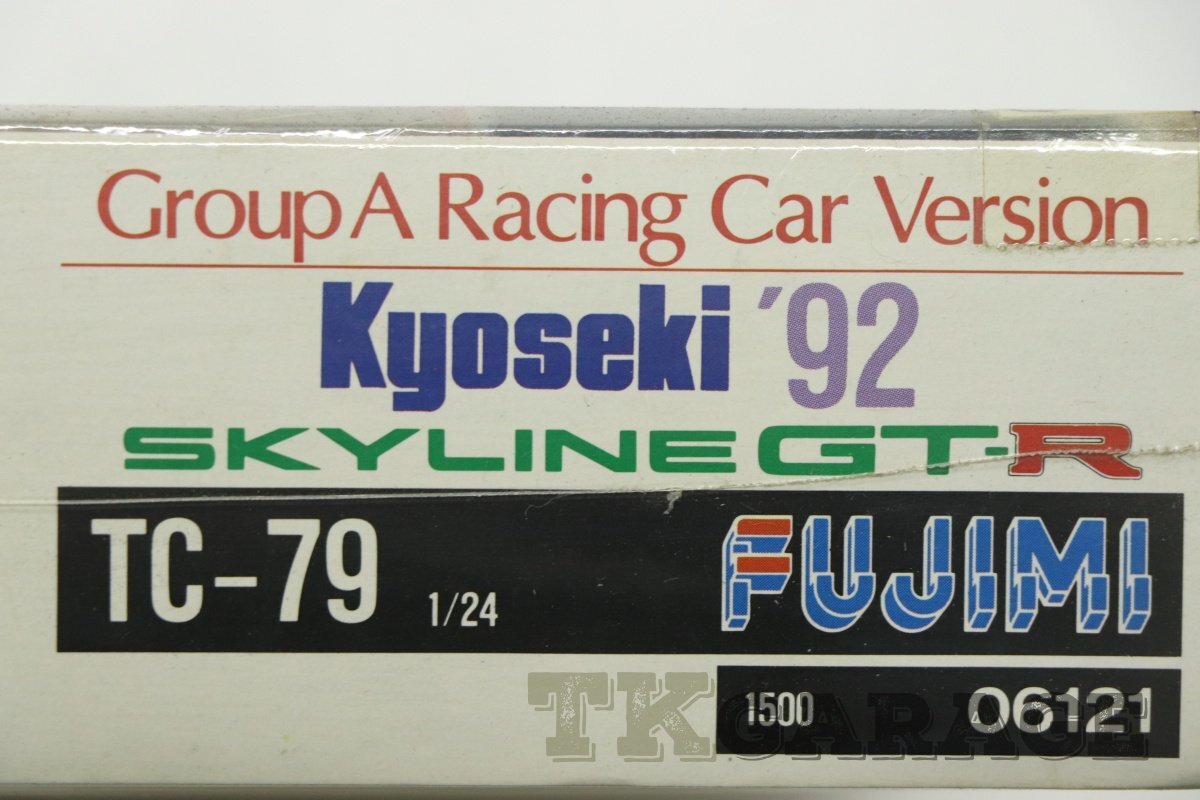 Group A Racing Car Version
Kyoseki '92
SKYLINE GT-R
TC-79 1/24 FUJIMI
1500 06121
TK GARAGE